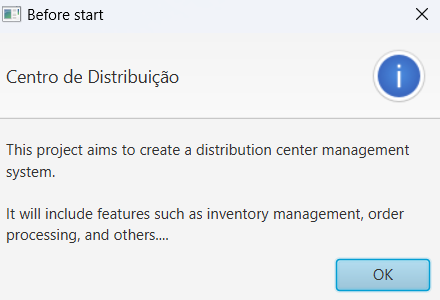 Before start
Centro de Distribuição
This project aims to create a distribution center management
system.
It will include features such as inventory management, order
processing, and others....
OK